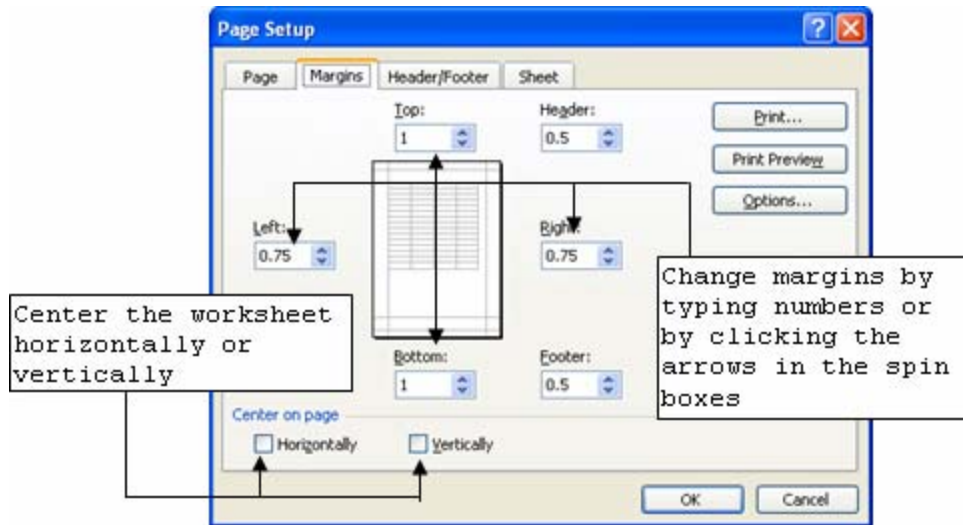 Page Setup
Page Margins Header/Footer Sheet
Top: Header:
1 0.5
Print...
Print Preview
Options...
Left: Right:
0.75 0.75
Change margins by
typing numbers or
by clicking the
arrows in the spin
boxes
Center the worksheet
horizontally or
vertically
Bottom: Footer:
1 0.5
Center on page
Horizontally Vertically
OK Cancel